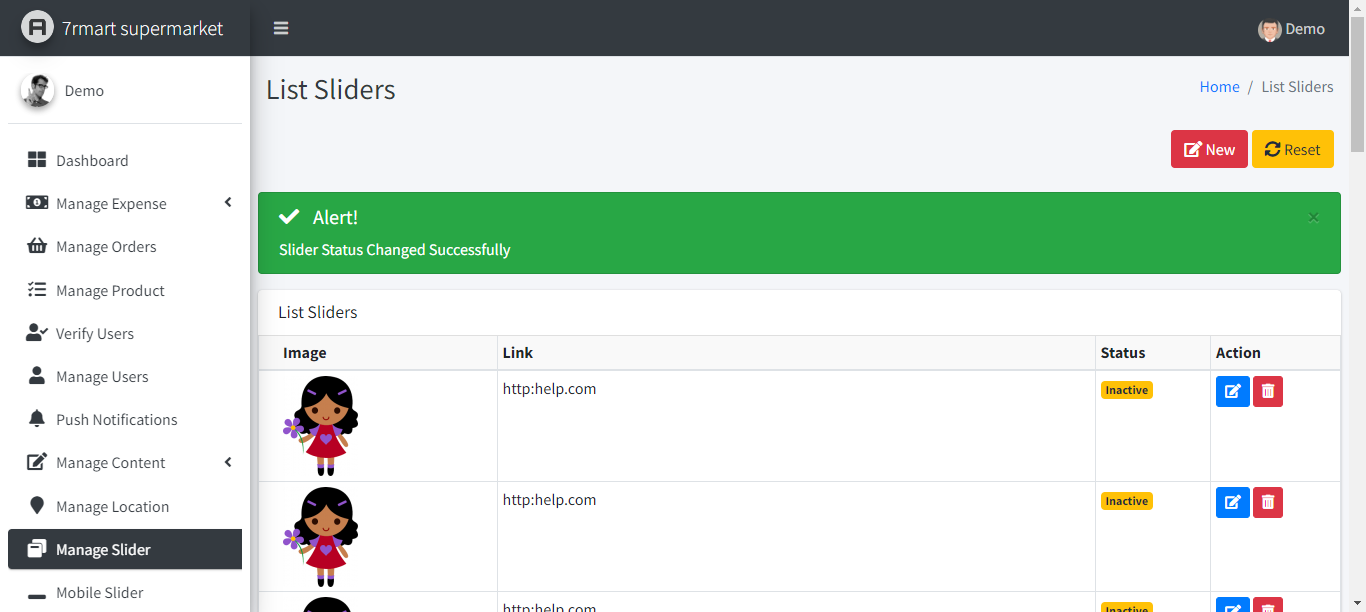 7rmart supermarket
Demo
Demo
List Sliders
Home / List Sliders
New Reset
Alert!
×
Slider Status Changed Successfully
Dashboard
Manage Expense
Manage Orders
Manage Product
Verify Users
Manage Users
Push Notifications
Manage Content
Manage Location
Manage Slider
Mobile Slider
List Sliders
Image Link Status Action
http:help.com Inactive
http:help.com Inactive
http:help.com Inactive